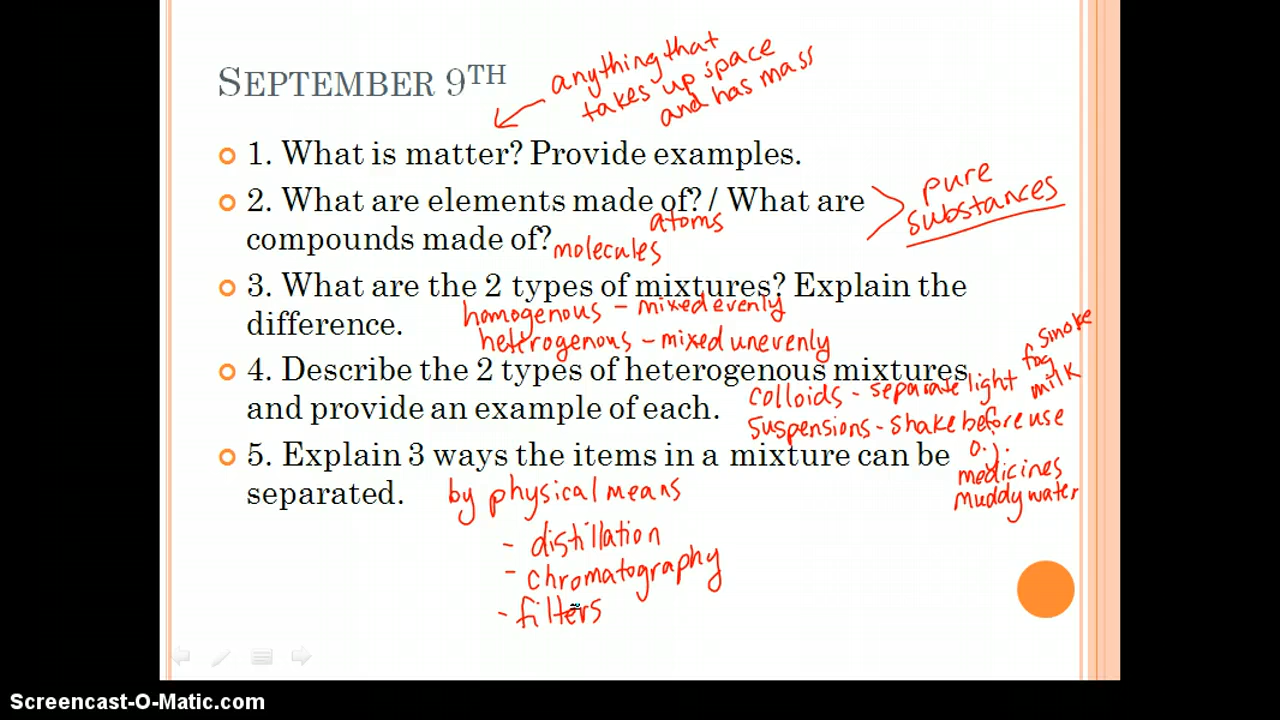 SEPTEMBER 9TH
anything that
takes up space
and has mass
1. What is matter? Provide examples.
2. What are elements made of? / What are
atoms
compounds made of?
molecules
pure
substances
3. What are the 2 types of mixtures? Explain the
homogenous - mixed evenly
difference.
hetrogenous - mixed unevenly
4. Describe the 2 types of heterogenous mixtures
and provide an example of each.
colloids - separate light
smoke
fog
milk
suspensions - shake before use
o.j.
medicines
muddy water
5. Explain 3 ways the items in a mixture can be
separated.
by physical means
- distillation
- chromatography
- filters
Screencast-O-Matic.com